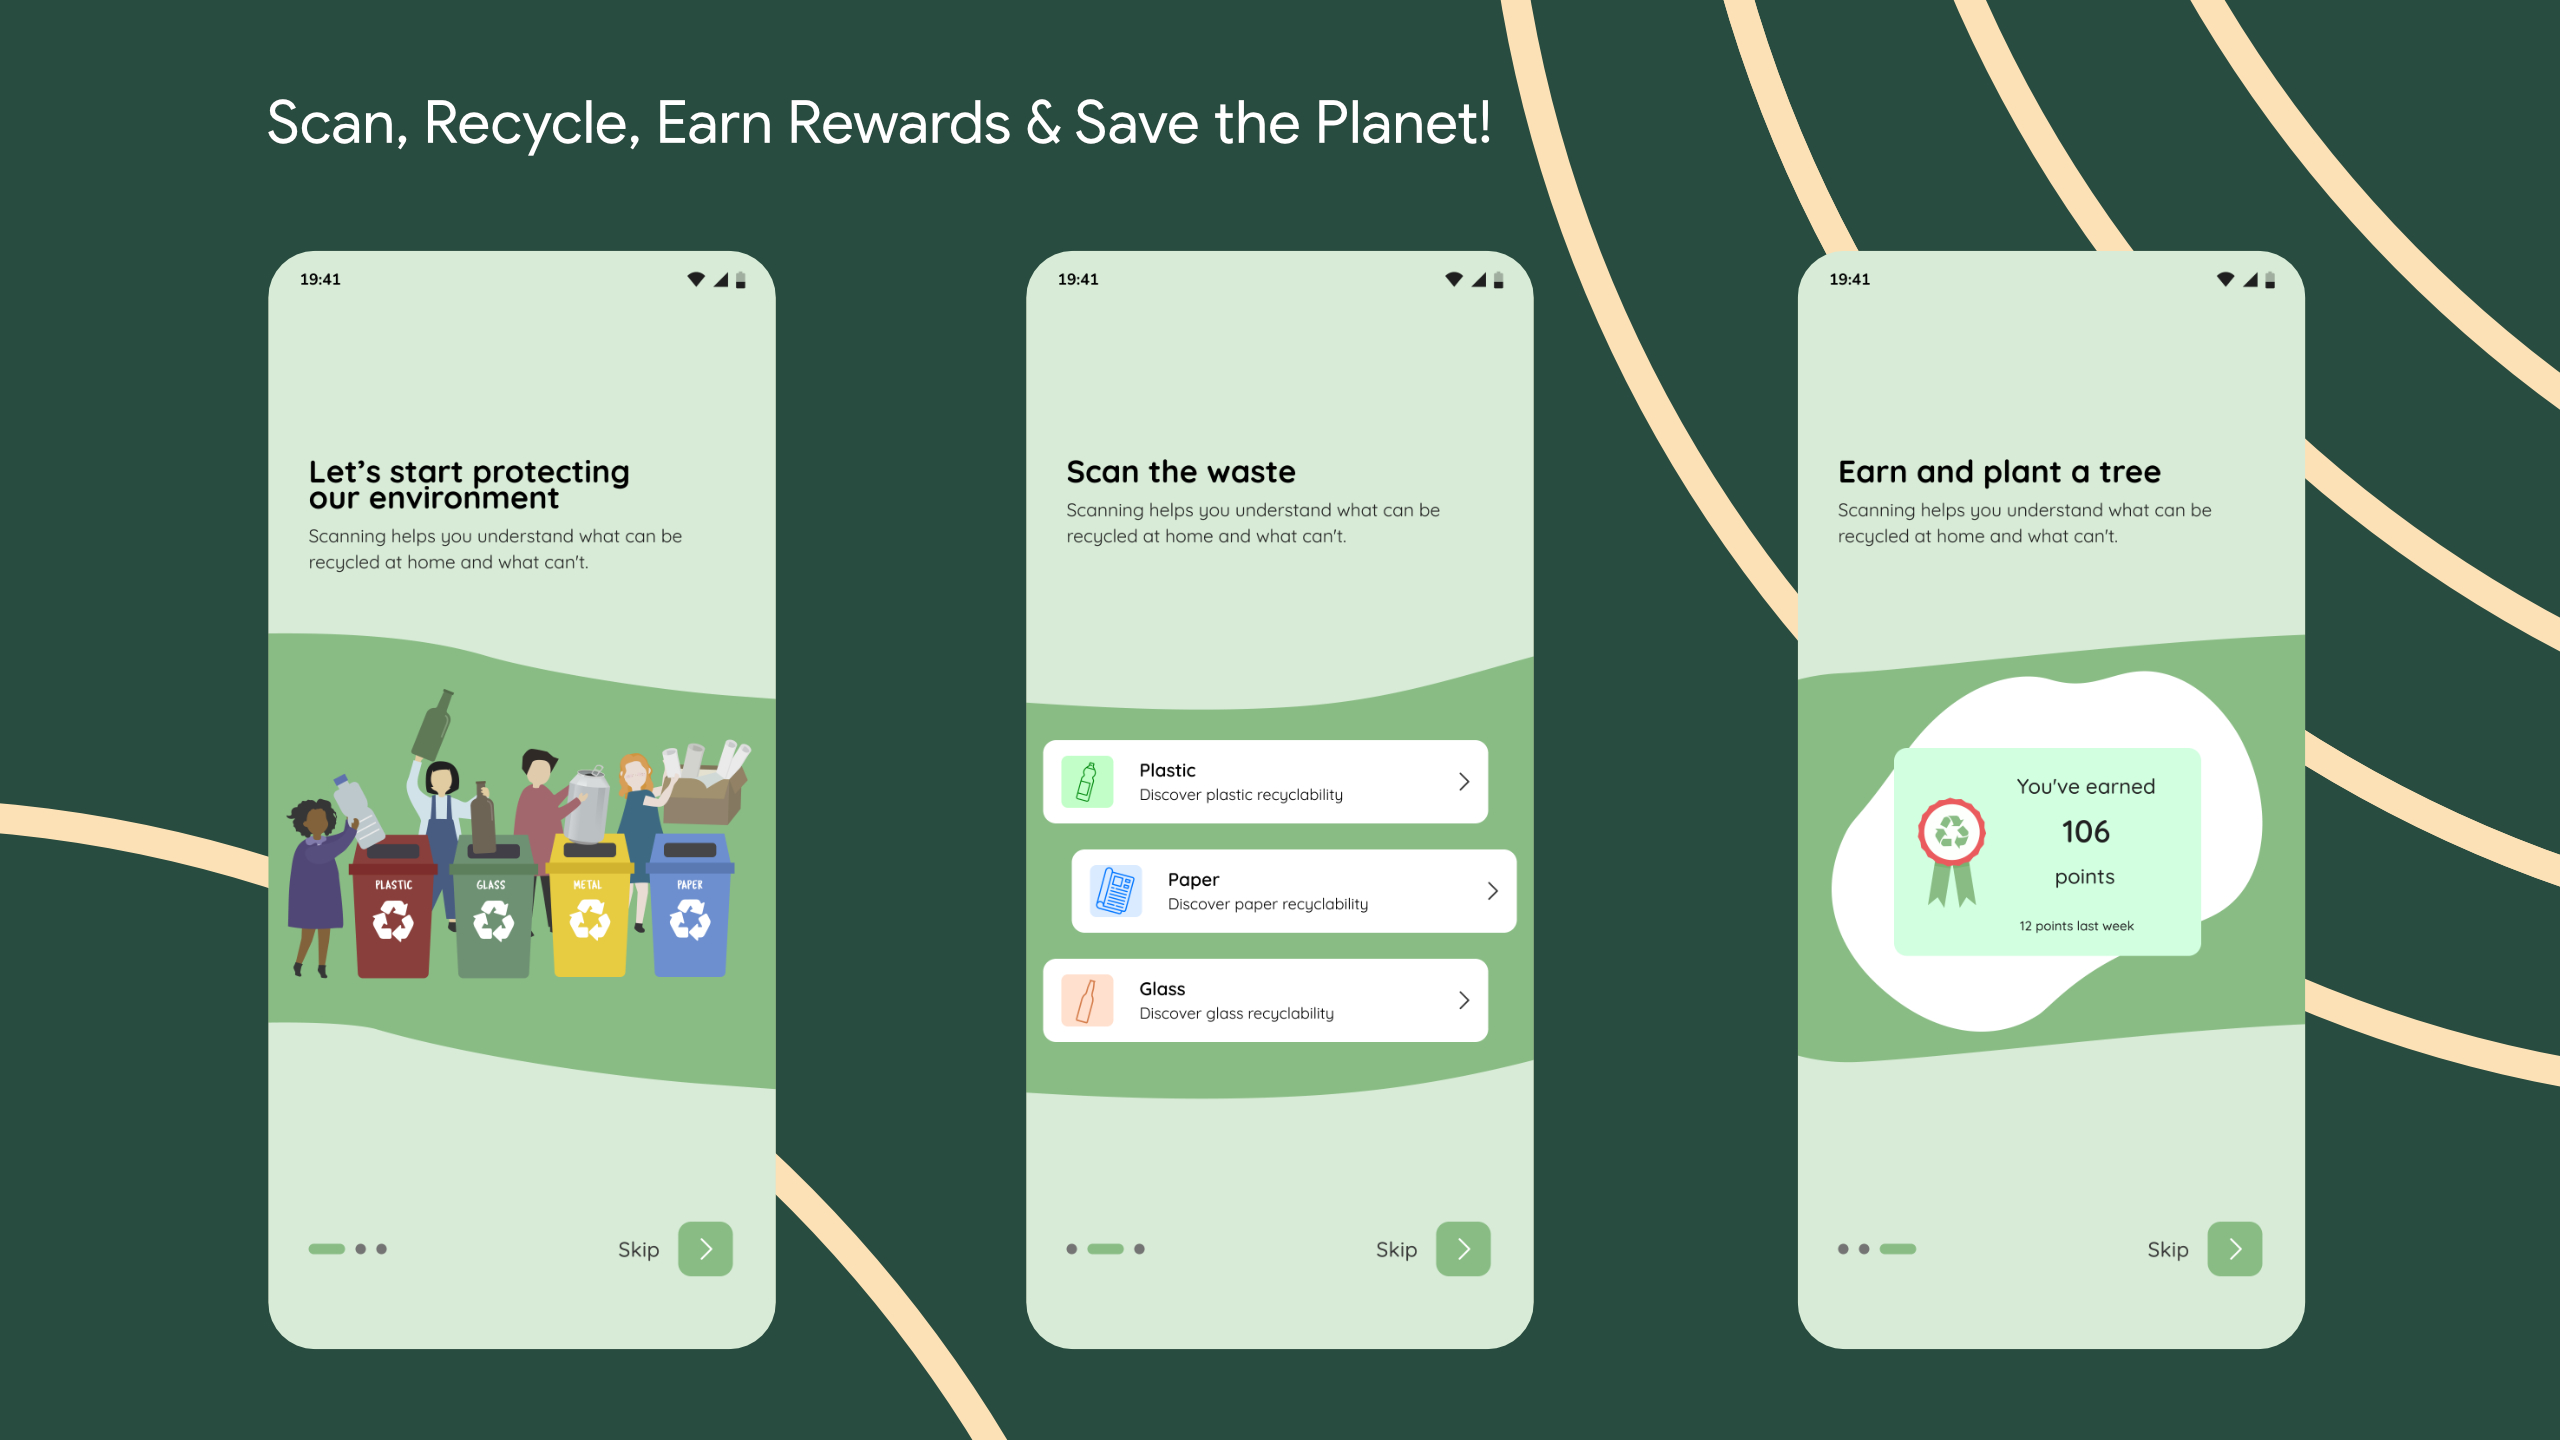 Scan, Recycle, Earn Rewards & Save the Planet!
19:41
Let’s start protecting
our environment
Scanning helps you understand what can be
recycled at home and what can't.
PLASTIC
GLASS
METAL
PAPER
Skip
19:41
Scan the waste
Scanning helps you understand what can be
recycled at home and what can't.
Plastic
Discover plastic recyclability
Paper
Discover paper recyclability
Glass
Discover glass recyclability
Skip
19:41
Earn and plant a tree
Scanning helps you understand what can be
recycled at home and what can't.
You've earned
106
points
12 points last week
Skip